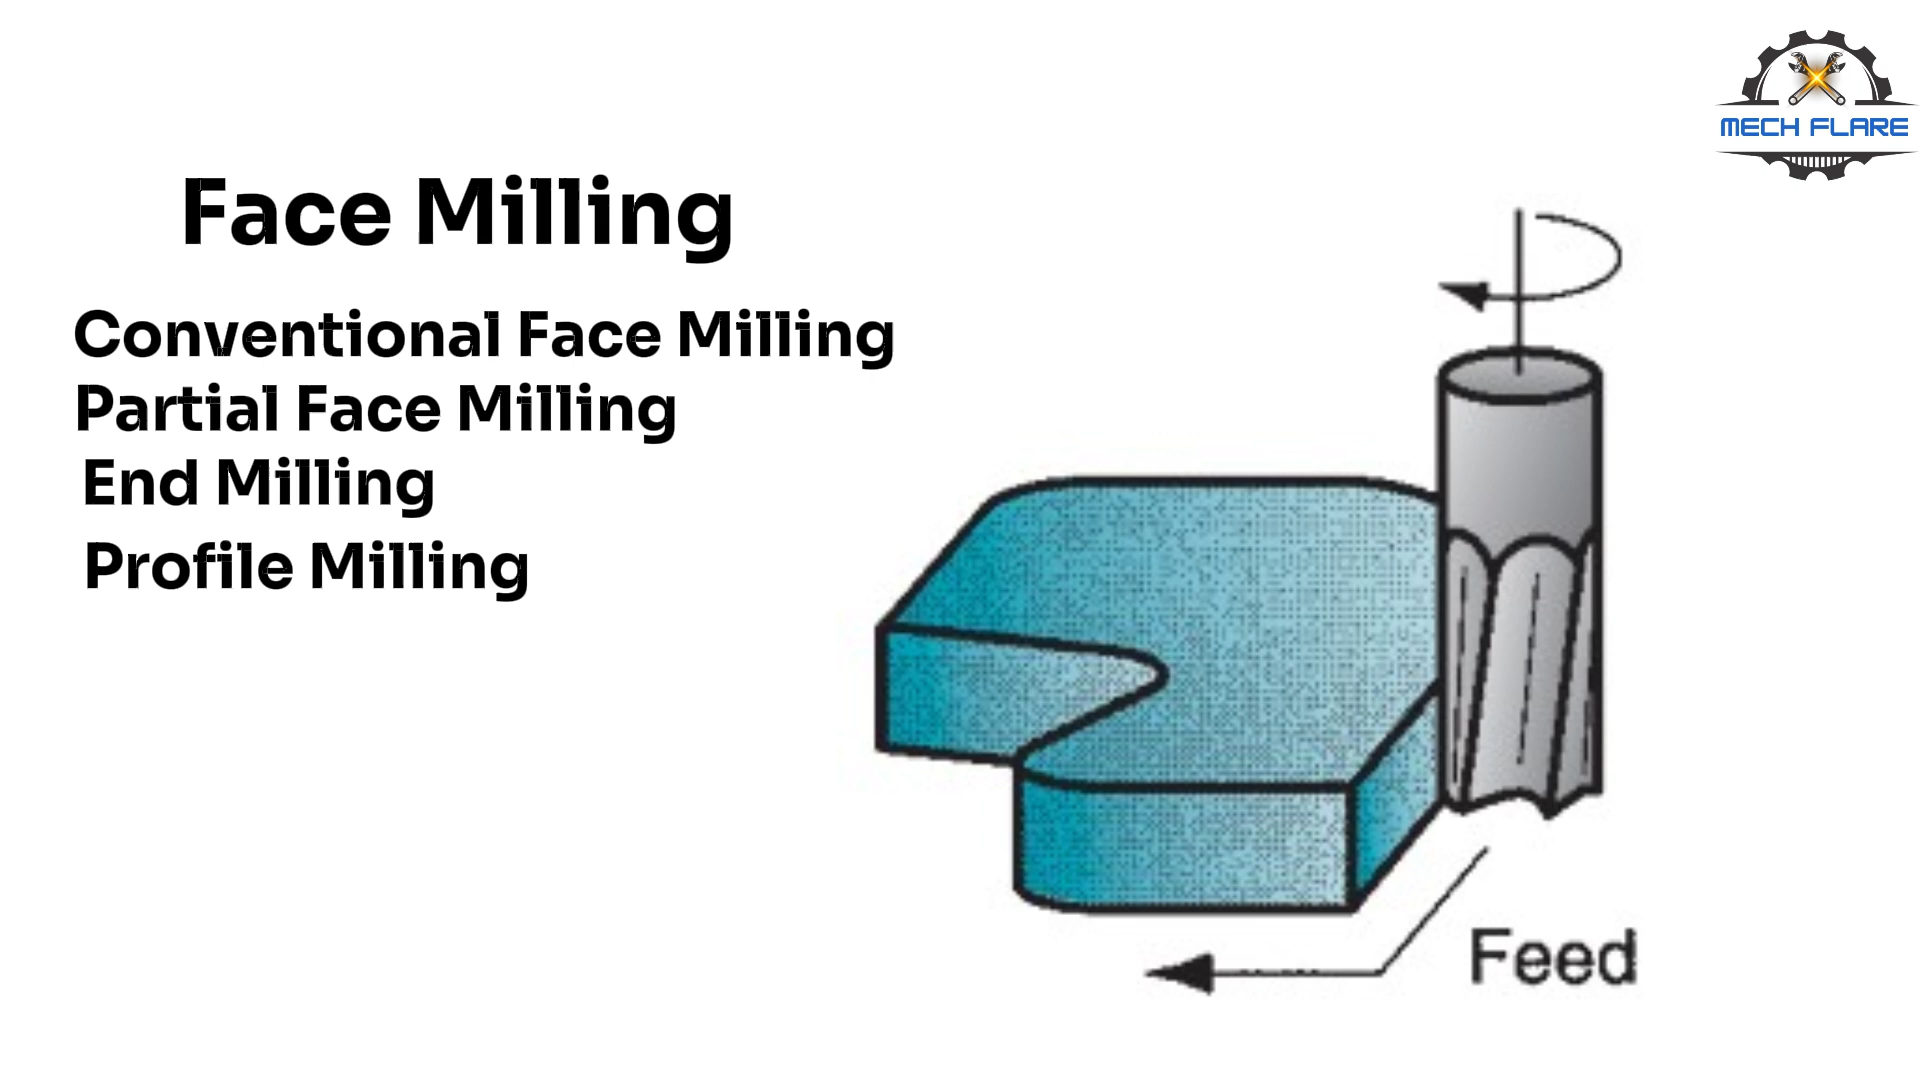 MECH FLARE
Face Milling
Conventional Face Milling
Partial Face Milling
End Milling
Profile Milling
Feed